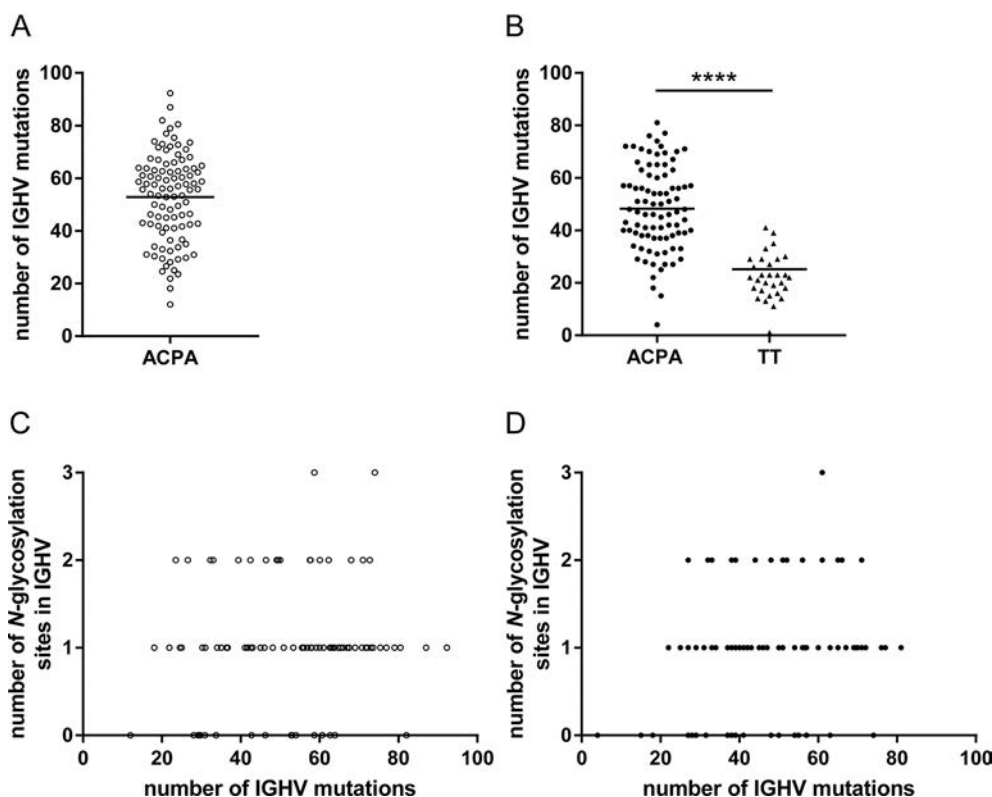 A
number of IGHV mutations
100
80
60
40
20
0
ACPA
B
number of IGHV mutations
100
80
60
40
20
0
****
ACPA
TT
C
number of N-glycosylation
sites in IGHV
3
2
1
0
0
20
40
60
80
100
number of IGHV mutations
D
number of N-glycosylation
sites in IGHV
3
2
1
0
0
20
40
60
80
100
number of IGHV mutations